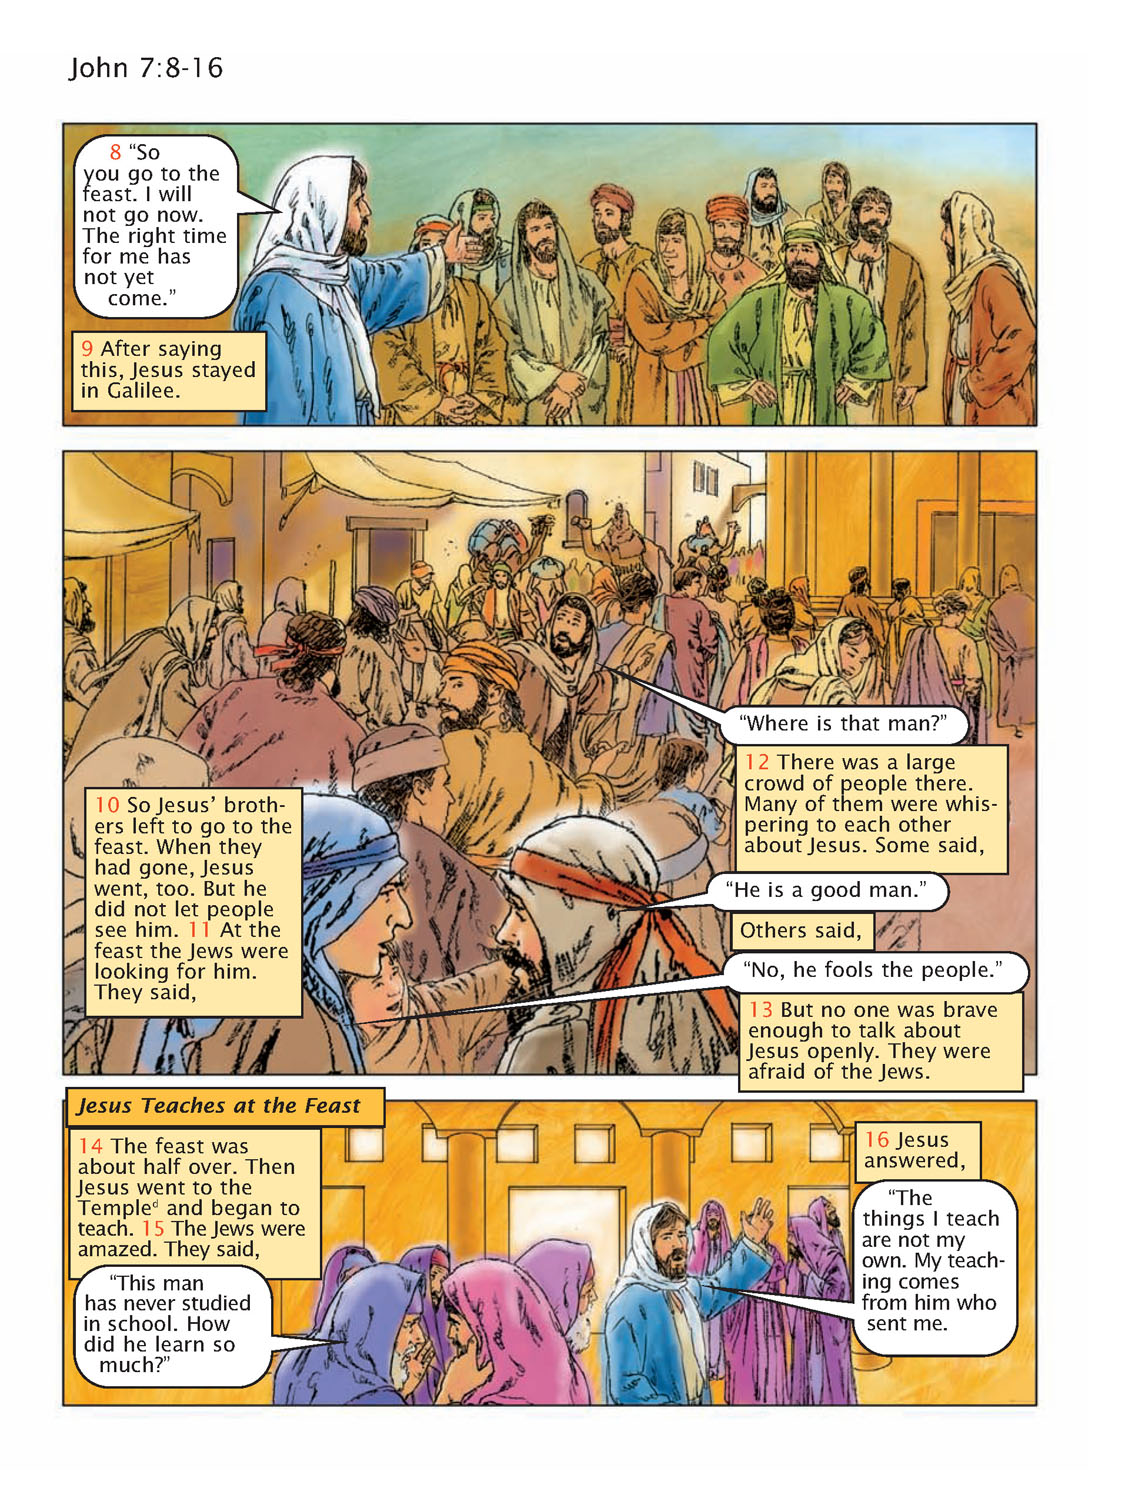 John 7:8-16
8 “So
you go to the
feast. I will
not go now.
The right time
for me has
not yet
come.”
9 After saying
this, Jesus stayed
in Galilee.
10 So Jesus’ broth-
ers left to go to the
feast. When they
had gone, Jesus
went, too. But he
did not let people
see him. 11 At the
feast the Jews were
looking for him.
They said,
“Where is that man?”
12 There was a large
crowd of people there.
Many of them were whis-
pering to each other
about Jesus. Some said,
“He is a good man.”
Others said,
“No, he fools the people.”
13 But no one was brave
enough to talk about
Jesus openly. They were
afraid of the Jews.
Jesus Teaches at the Feast
14 The feast was
about half over. Then
Jesus went to the
Templeᵈ and began to
teach. 15 The Jews were
amazed. They said,
“This man
has never studied
in school. How
did he learn so
much?”
16 Jesus
answered,
“The
things I teach
are not my
own. My teach-
ing comes
from him who
sent me.